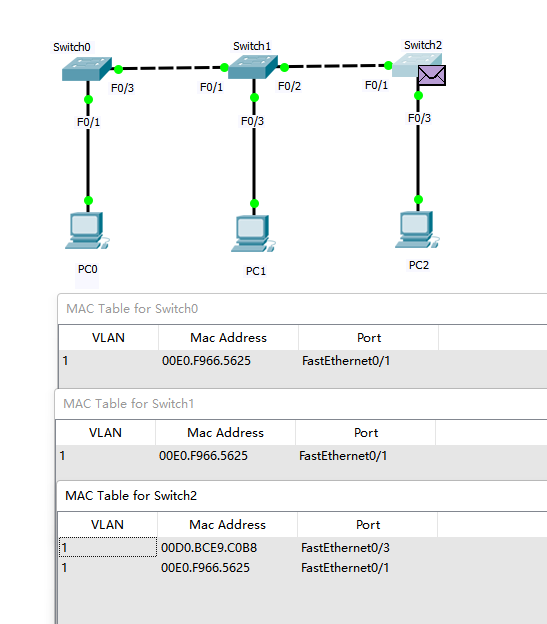 Switch0 Switch1 Switch2
F0/3 F0/1 F0/2 F0/1
F0/1 F0/3 F0/3
PC0 PC1 PC2
MAC Table for Switch0
VLAN Mac Address Port
1 00E0.F966.5625 FastEthernet0/1
MAC Table for Switch1
VLAN Mac Address Port
1 00E0.F966.5625 FastEthernet0/1
MAC Table for Switch2
VLAN Mac Address Port
1 00D0.BCE9.C0B8 FastEthernet0/3
1 00E0.F966.5625 FastEthernet0/1